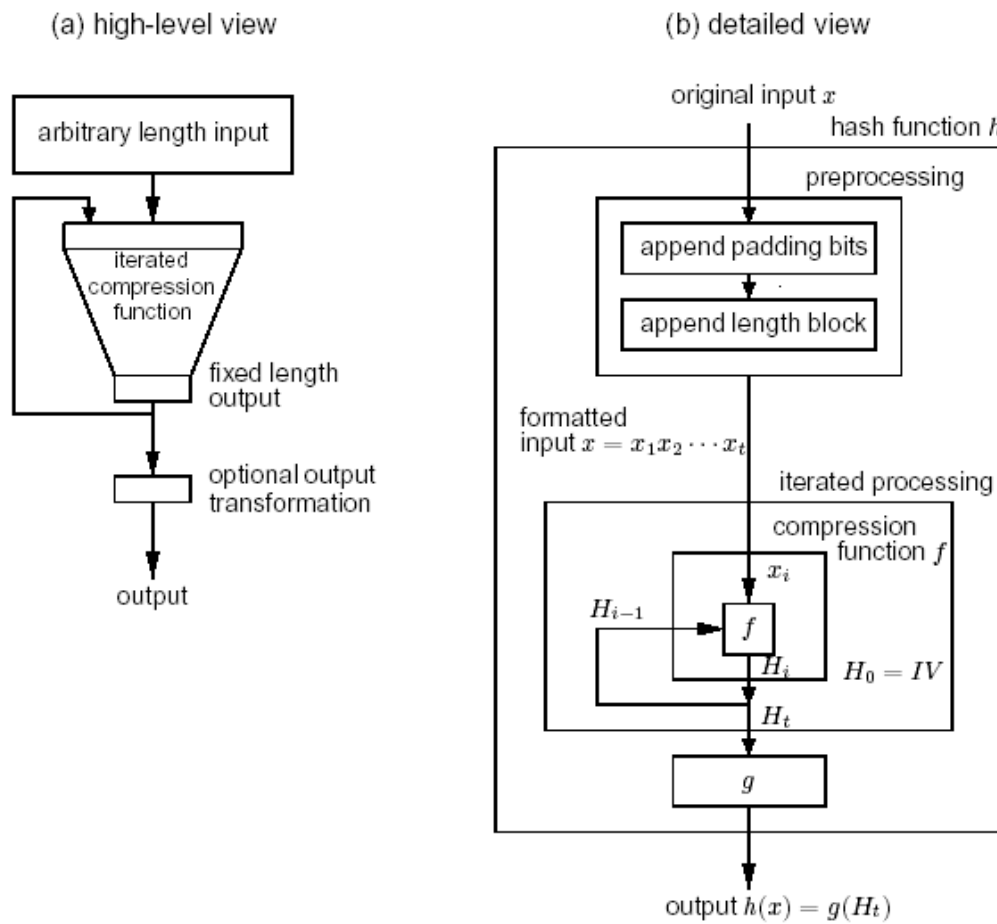 (a) high-level view
arbitrary length input
iterated
compression
function
fixed length
output
optional output
transformation
output
(b) detailed view
original input x
hash function h
preprocessing
append padding bits
append length block
formatted
input x = x₁x₂ ⋯ xₜ
iterated processing
compression
function f
xᵢ
Hᵢ₋₁
f
Hᵢ
H₀ = IV
Hₜ
g
output h(x) = g(Hₜ)